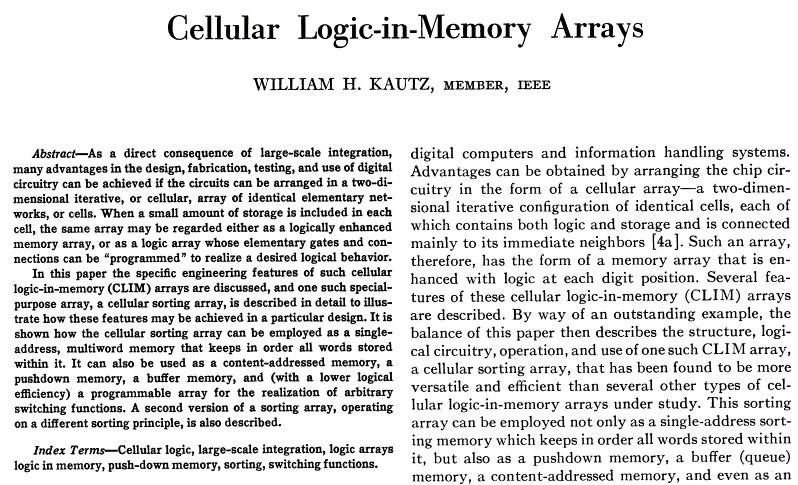 Cellular Logic-in-Memory Arrays
WILLIAM H. KAUTZ, MEMBER, IEEE
Abstract—As a direct consequence of large-scale integration,
many advantages in the design, fabrication, testing, and use of digital
circuitry can be achieved if the circuits can be arranged in a two-di-
mensional iterative, or cellular, array of identical elementary net-
works, or cells. When a small amount of storage is included in each
cell, the same array may be regarded either as a logically enhanced
memory array, or as a logic array whose elementary gates and con-
nections can be "programmed" to realize a desired logical behavior.
In this paper the specific engineering features of such cellular
logic-in-memory (CLIM) arrays are discussed, and one such special-
purpose array, a cellular sorting array, is described in detail to illus-
trate how these features may be achieved in a particular design. It is
shown how the cellular sorting array can be employed as a single-
address, multiword memory that keeps in order all words stored
within it. It can also be used as a content-addressed memory, a
pushdown memory, a buffer memory, and (with a lower logical
efficiency) a programmable array for the realization of arbitrary
switching functions. A second version of a sorting array, operating
on a different sorting principle, is also described.
Index Terms—Cellular logic, large-scale integration, logic arrays
logic in memory, push-down memory, sorting, switching functions.
digital computers and information handling systems.
Advantages can be obtained by arranging the chip cir-
cuitry in the form of a cellular array—a two-dimen-
sional iterative configuration of identical cells, each of
which contains both logic and storage and is connected
mainly to its immediate neighbors [4a]. Such an array,
therefore, has the form of a memory array that is en-
hanced with logic at each digit position. Several fea-
tures of these cellular logic-in-memory (CLIM) arrays
are described. By way of an outstanding example, the
balance of this paper then describes the structure, logi-
cal circuitry, operation, and use of one such CLIM array,
a cellular sorting array, that has been found to be more
versatile and efficient than several other types of cel-
lular logic-in-memory arrays under study. This sorting
array can be employed not only as a single-address sort-
ing memory which keeps in order all words stored within
it, but also as a pushdown memory, a buffer (queue)
memory, a content-addressed memory, and even as an